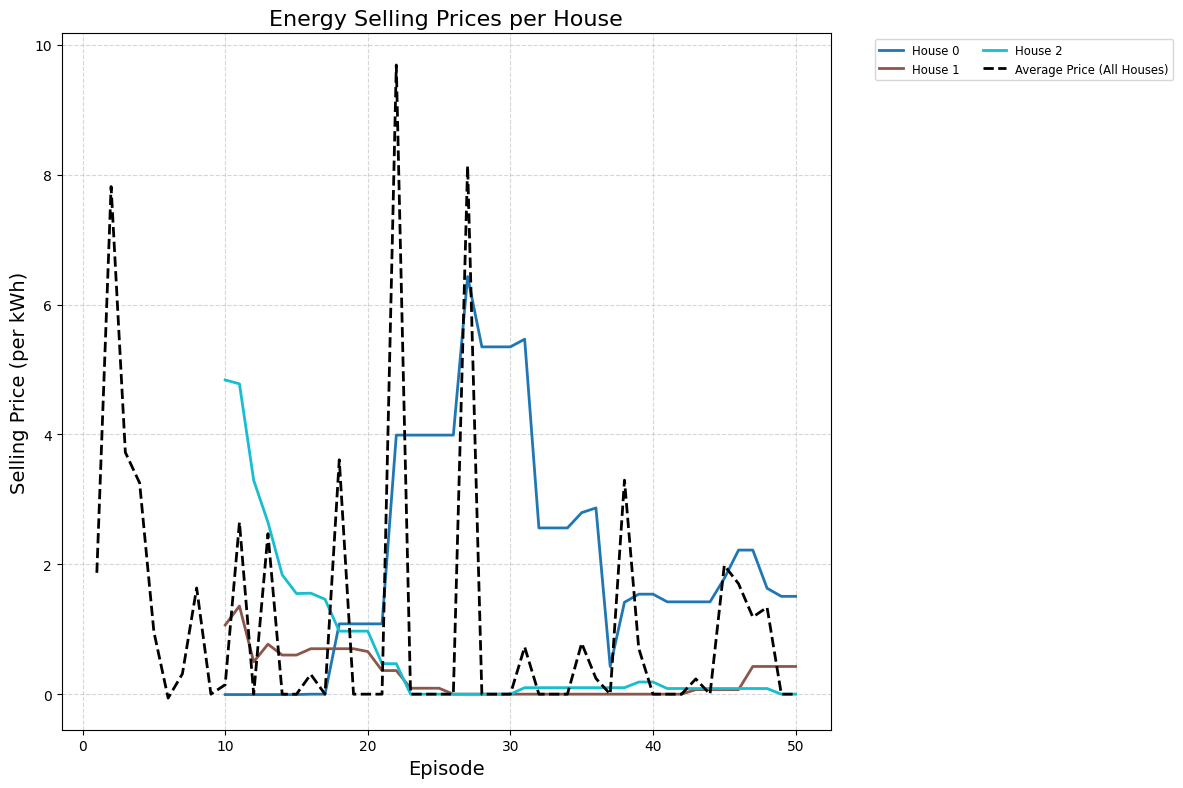 Energy Selling Prices per House
House 0
House 1
House 2
Average Price (All Houses)
Selling Price (per kWh)
10
8
6
4
2
0
0
10
20
30
40
50
Episode